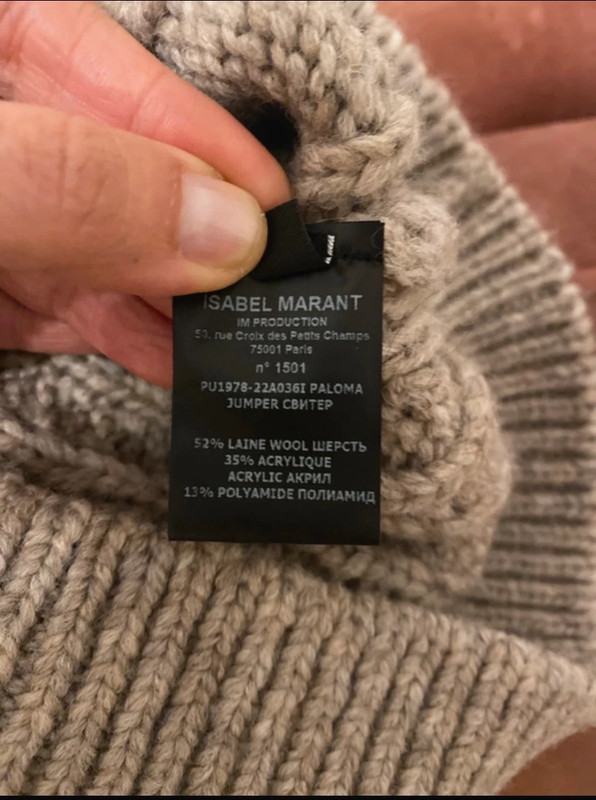 ISABEL MARANT
IM PRODUCTION
50, rue Croix des Petits Champs
75001 Paris
n° 1501
PU1978-22A036I PALOMA
JUMPER СВИТЕР
52% LAINE WOOL ШЕРСТЬ
35% ACRYLIQUE
ACRYLIC АКРИЛ
13% POLYAMIDE ПОЛИАМИД